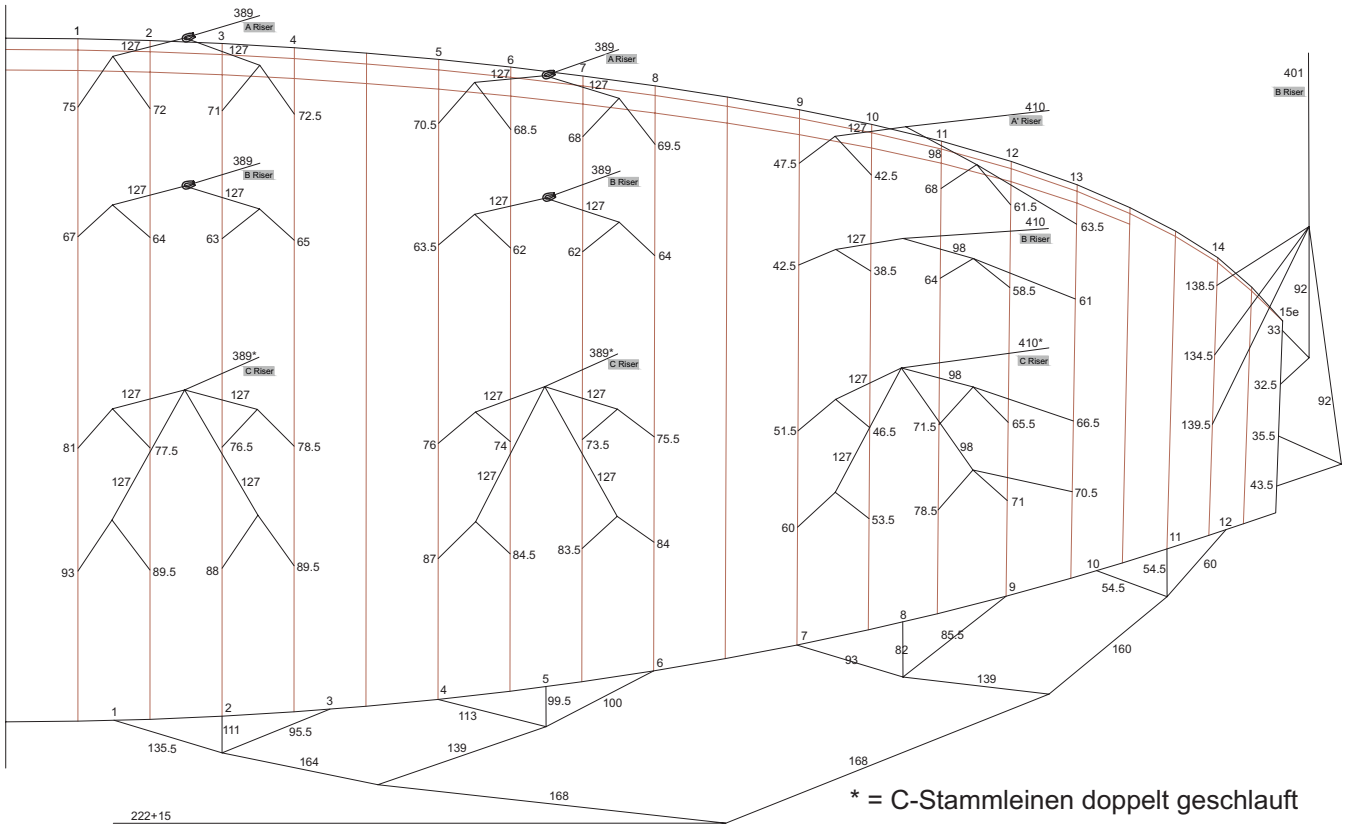 389
A Riser
1 2 3 4 5 6 7 8 9 10 11 12 13 14 15e
127 127
75 72 71 72.5
389
A Riser
127 127
70.5 68.5 68 69.5
410
A' Riser
127 98
47.5 42.5 68 61.5 63.5
401
B Riser
389
B Riser
127 127
67 64 63 65
389
B Riser
127 127
63.5 62 62 64
410
B Riser
127 98
42.5 38.5 64 58.5 61
138.5 92
33
134.5
32.5
139.5 92
35.5
43.5
389*
C Riser
127 127
81 77.5 76.5 78.5
127 127
93 89.5 88 89.5
389*
C Riser
127 127
76 74 73.5 75.5
127 127
87 84.5 83.5 84
410*
C Riser
127 98
51.5 46.5 71.5 65.5 66.5
127 98
60 53.5 78.5 71 70.5
1 2 3 4 5 6 7 8 9 10 11 12
135.5 111 95.5
113 99.5 100
93 82 85.5
54.5 54.5 60
164 139 139 160
168 168
222+15
* = C-Stammleinen doppelt geschlauft